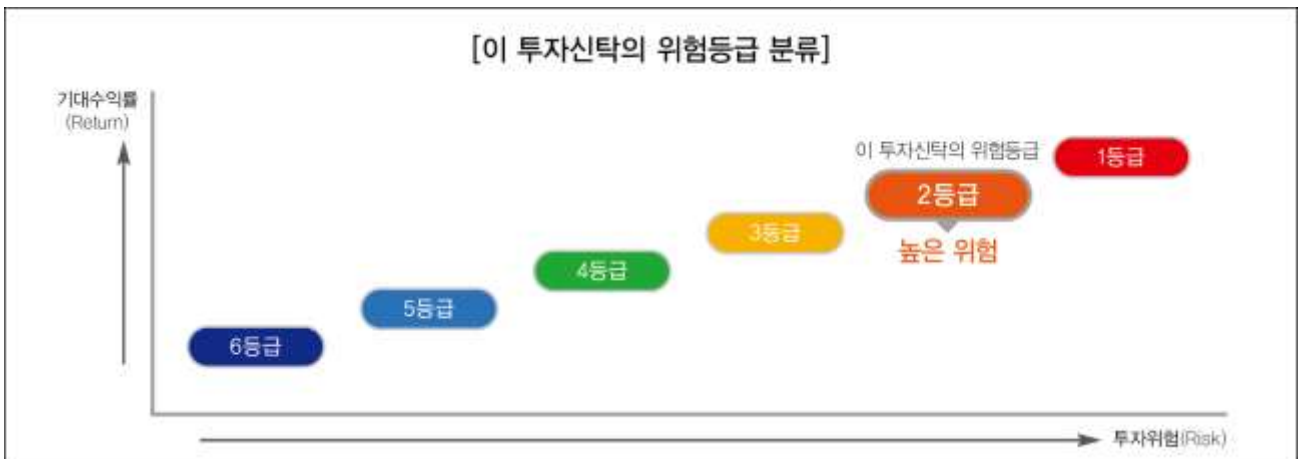 [이 투자신탁의 위험등급 분류]
기대수익률
(Return)
이 투자신탁의 위험등급
1등급
2등급
높은 위험
3등급
4등급
5등급
6등급
투자위험(Risk)